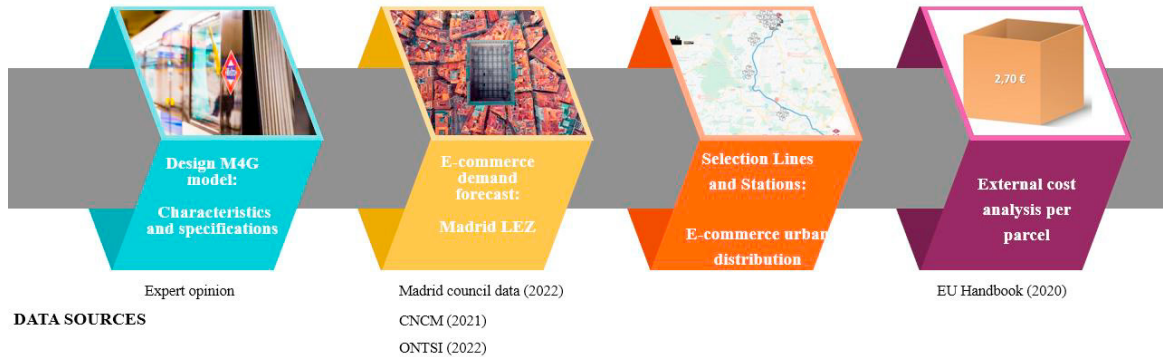 Design M4G
model:
Characteristics
and specifications
E-commerce
demand
forecast:
Madrid LEZ
Selection Lines
and Stations:
E-commerce urban
distribution
2,70 €
External cost
analysis per
parcel
Expert opinion
Madrid council data (2022)
EU Handbook (2020)
DATA SOURCES
CNCM (2021)
ONTSI (2022)